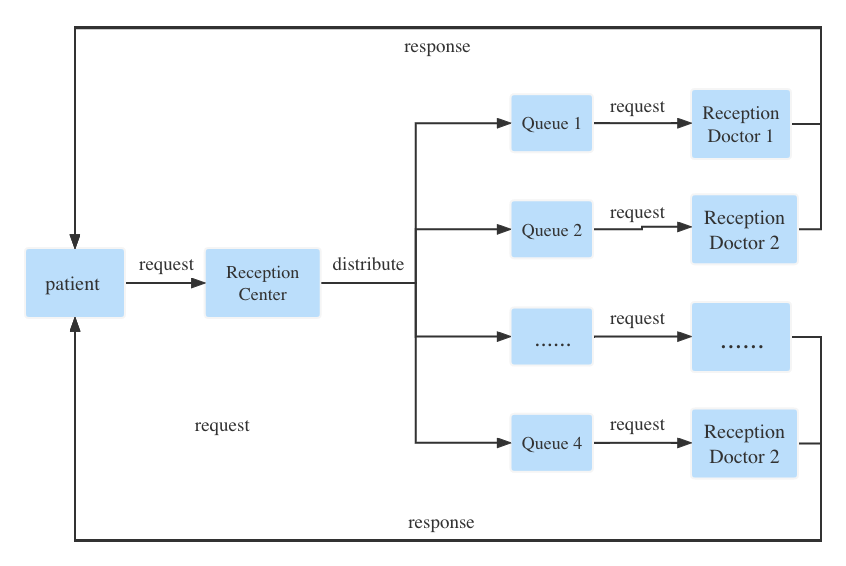 response
Queue 1
request
Reception
Doctor 1
Queue 2
request
Reception
Doctor 2
patient
request
Reception
Center
distribute
......
request
......
request
Queue 4
request
Reception
Doctor 2
response